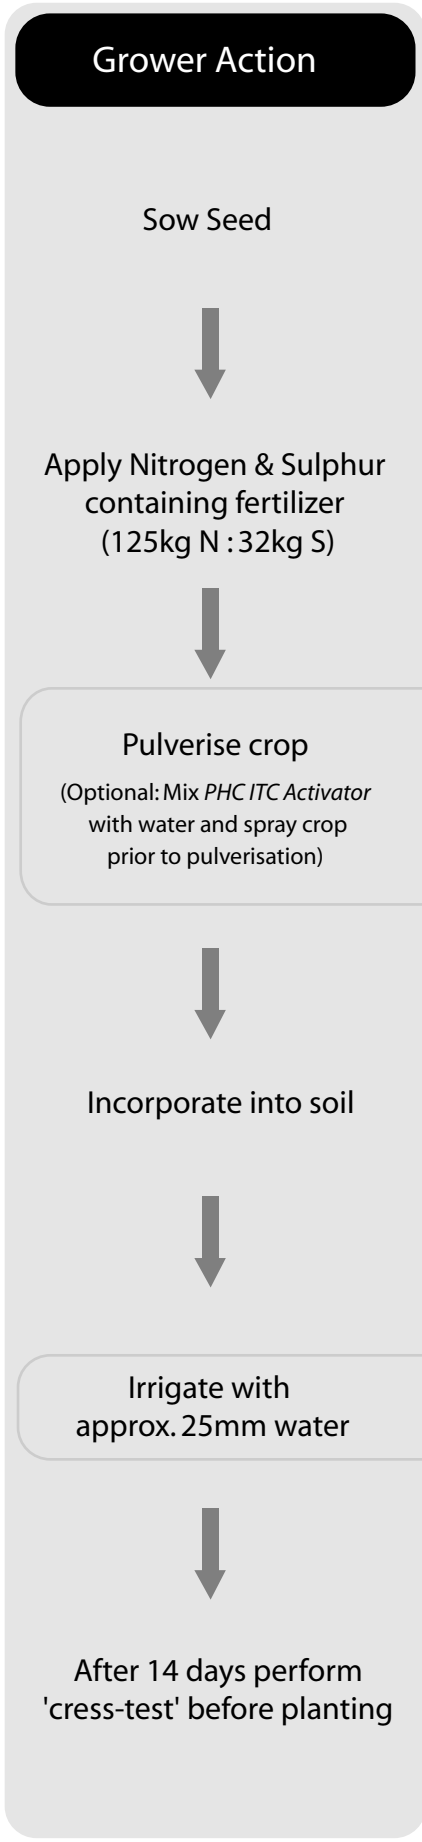 Grower Action
Sow Seed
Apply Nitrogen & Sulphur
containing fertilizer
(125kg N : 32kg S)
Pulverise crop
(Optional: Mix PHC ITC Activator
with water and spray crop
prior to pulverisation)
Incorporate into soil
Irrigate with
approx. 25mm water
After 14 days perform
'cress-test' before planting